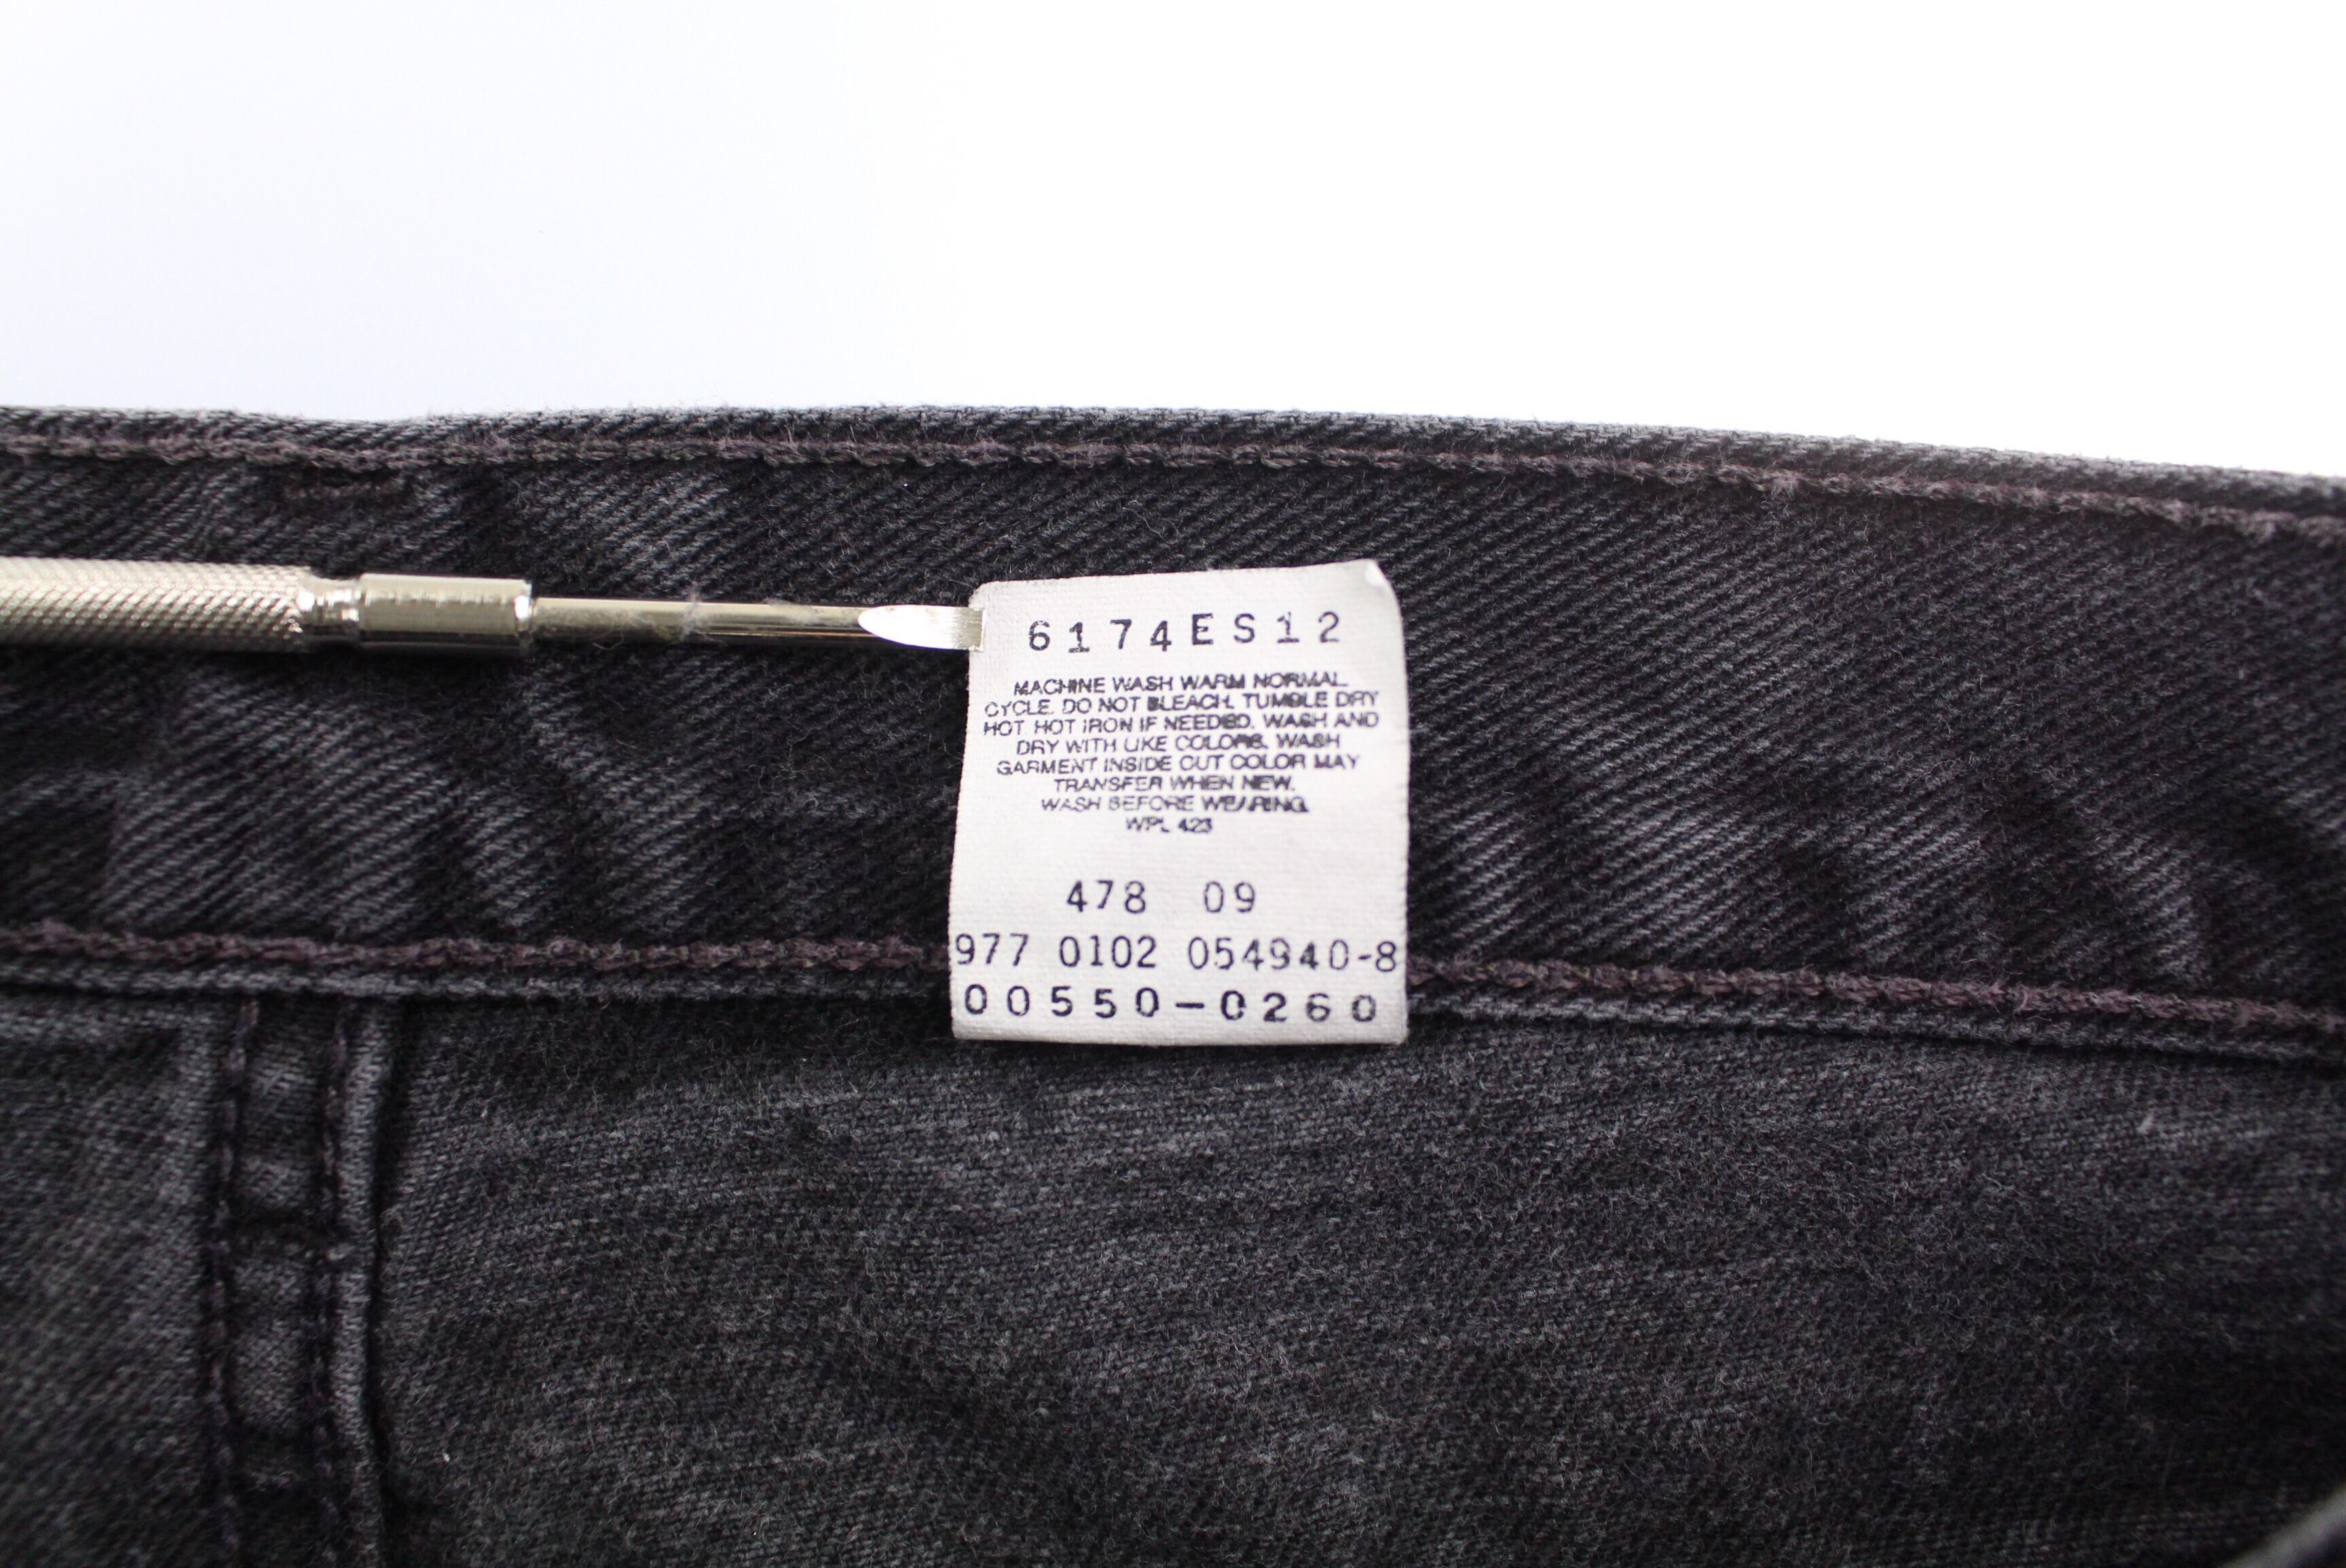 6174ES12
MACHINE WASH WARM NORMAL
CYCLE. DO NOT BLEACH. TUMBLE DRY
HOT HOT IRON IF NEEDED. WASH AND
DRY WITH LIKE COLORS. WASH
GARMENT INSIDE OUT COLOR MAY
TRANSFER WHEN NEW.
WASH BEFORE WEARING.
WPL 423
478 09
977 0102 054940-8
00550-0260